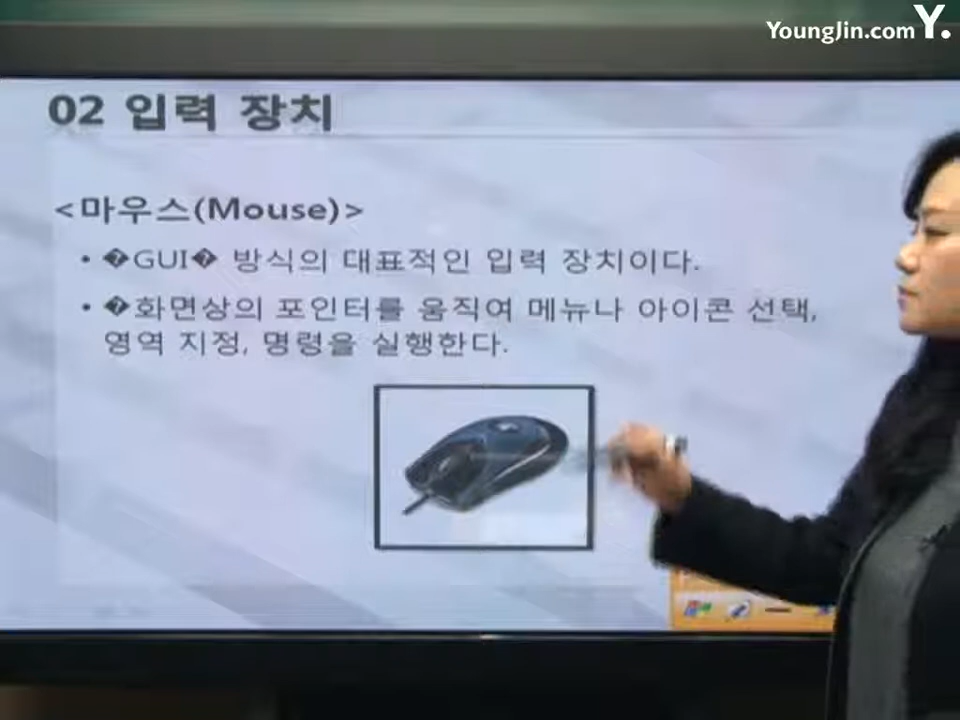 YoungJin.com Y.
02 입력 장치
<마우스(Mouse)>
• �GUI� 방식의 대표적인 입력 장치이다.
• �화면상의 포인터를 움직여 메뉴나 아이콘 선택,
영역 지정, 명령을 실행한다.